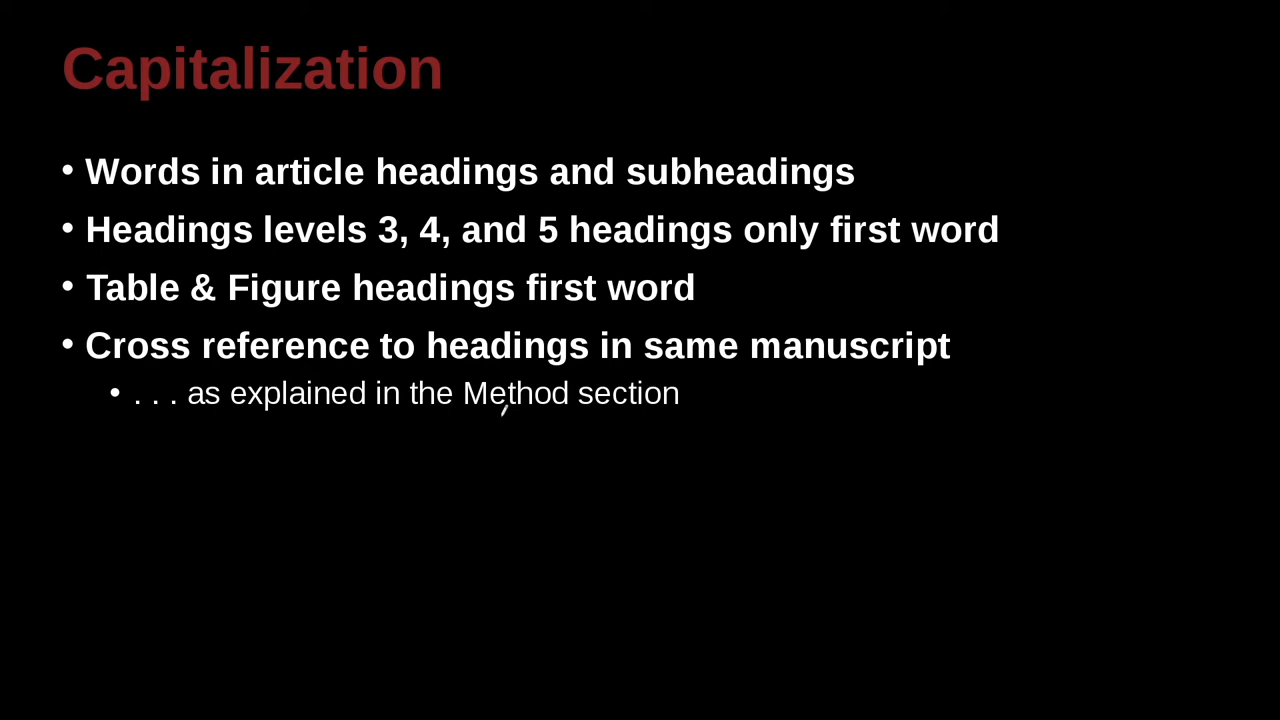 Capitalization
• Words in article headings and subheadings
• Headings levels 3, 4, and 5 headings only first word
• Table & Figure headings first word
• Cross reference to headings in same manuscript
• . . . as explained in the Method section